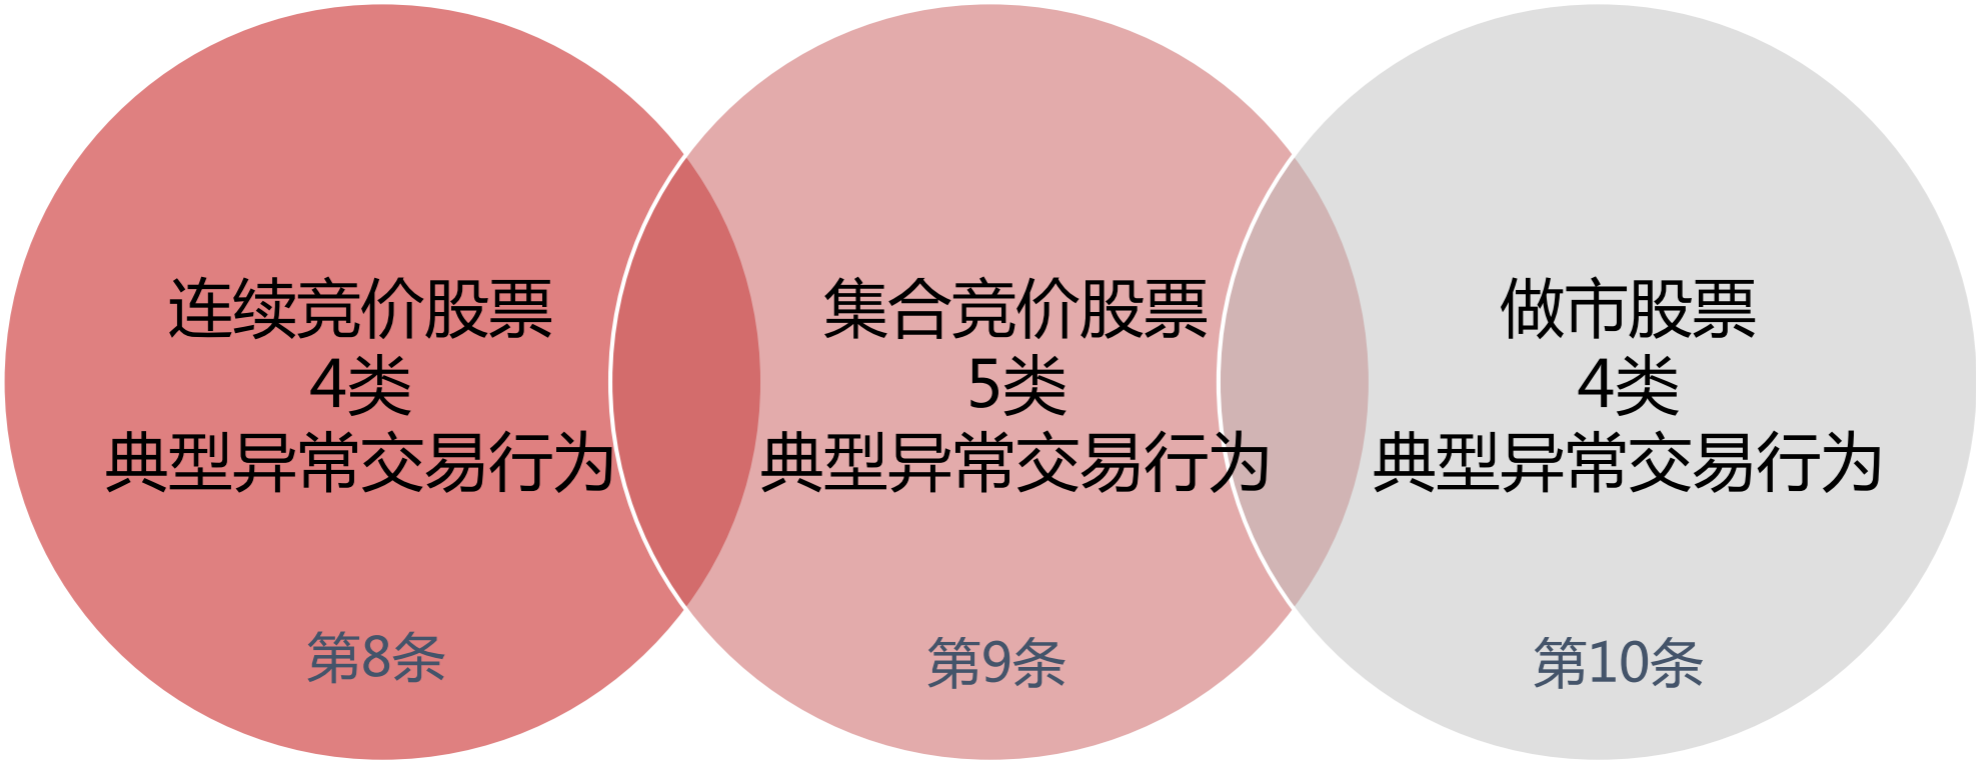 连续竞价股票
4类
典型异常交易行为
第8条
集合竞价股票
5类
典型异常交易行为
第9条
做市股票
4类
典型异常交易行为
第10条